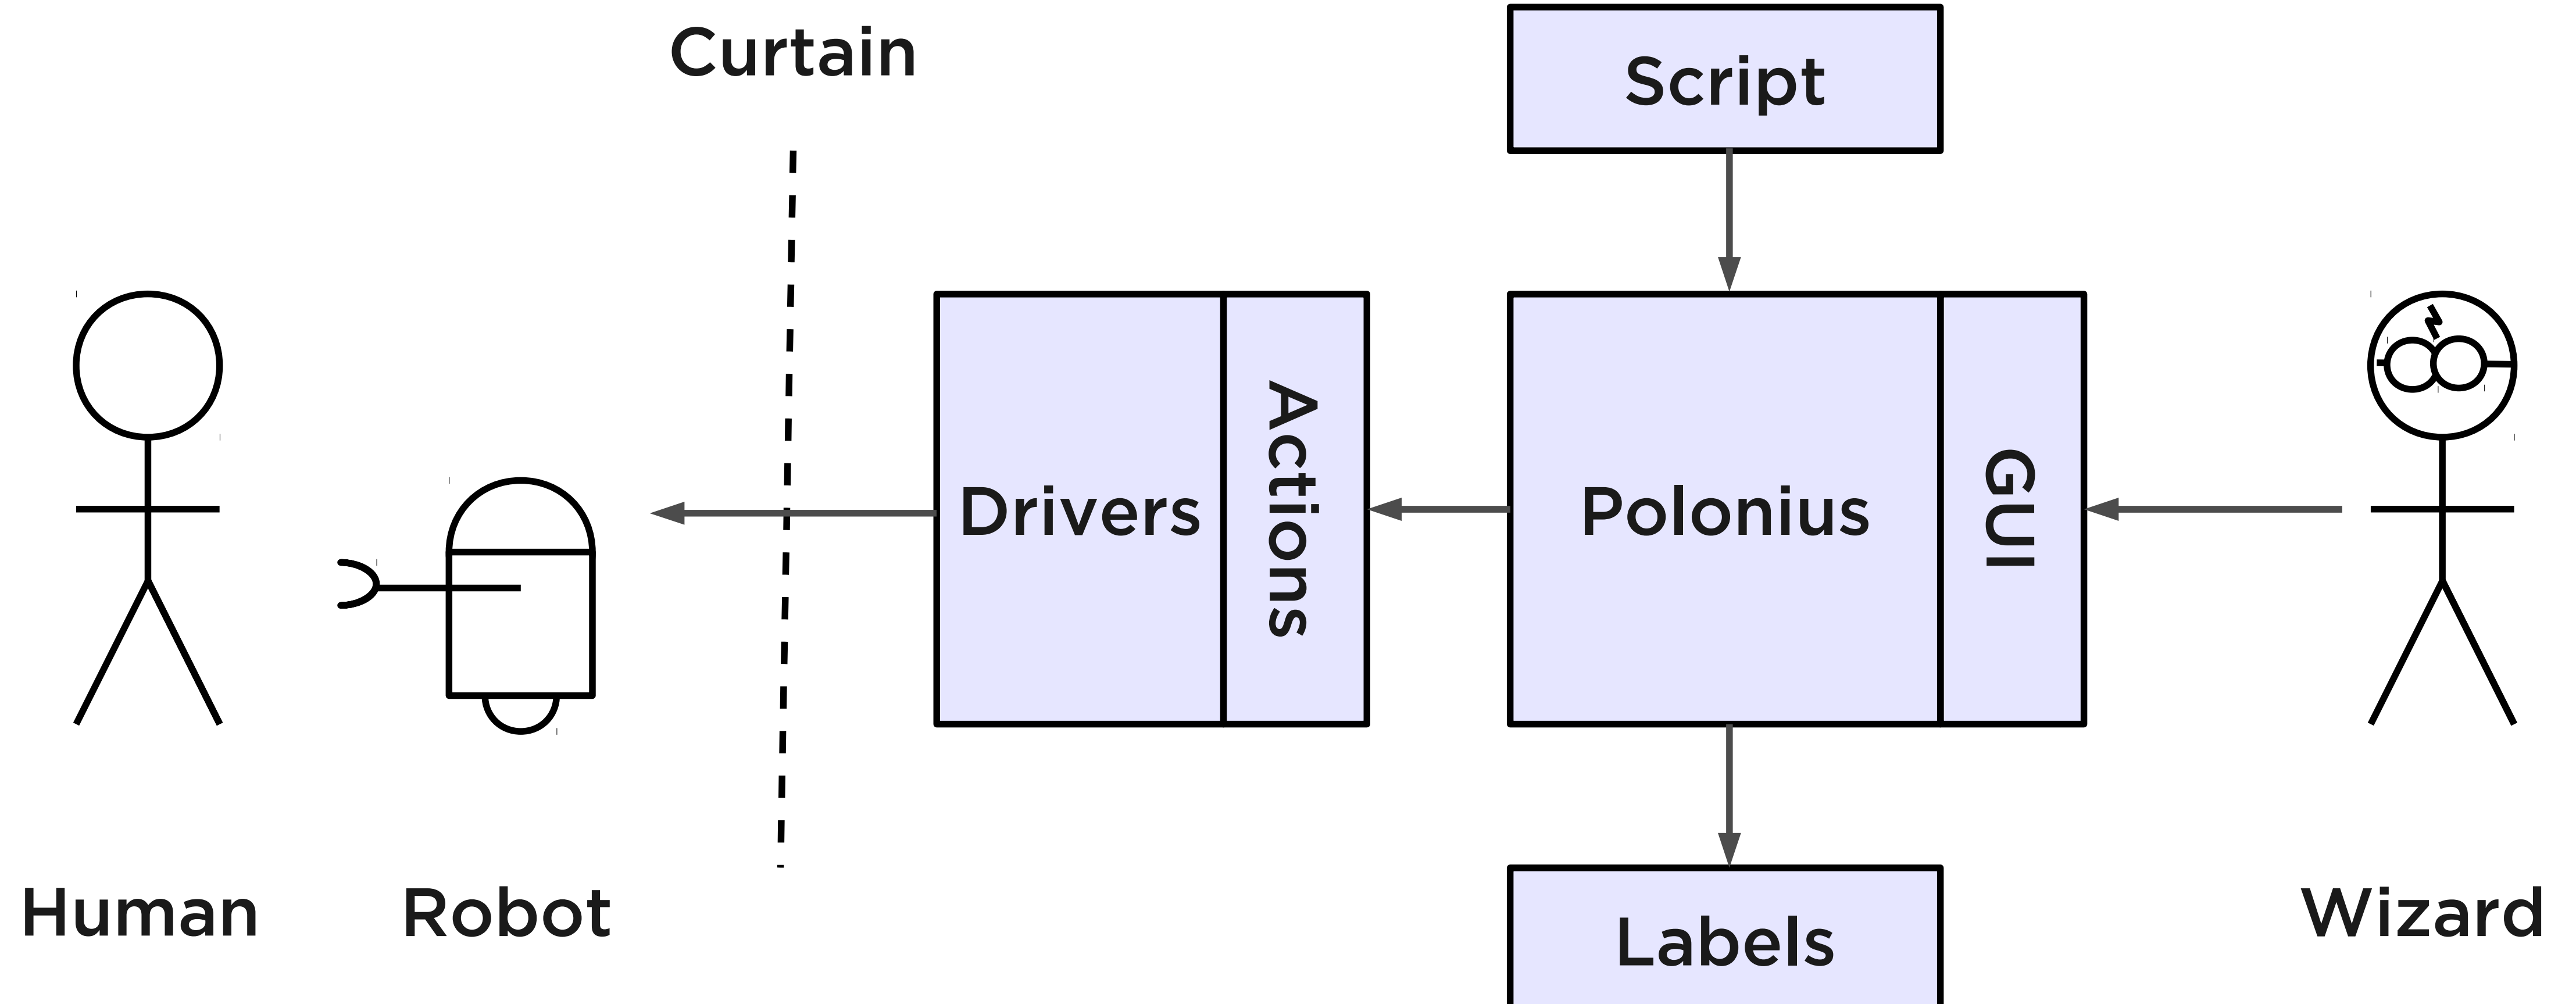 Curtain
Script
Drivers
Actions
Polonius
GUI
Human
Robot
Labels
Wizard